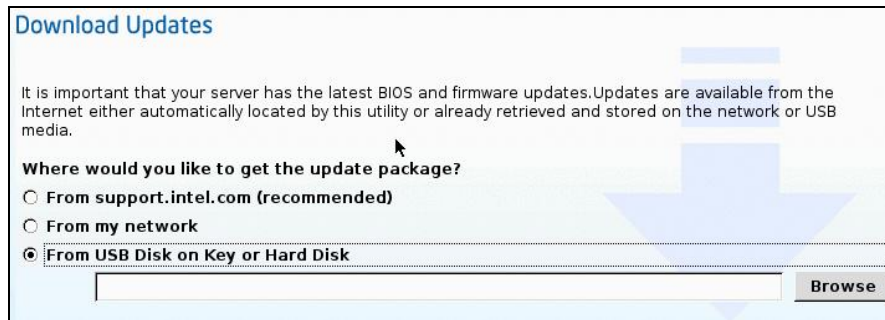 Download Updates
It is important that your server has the latest BIOS and firmware updates.Updates are available from the
Internet either automatically located by this utility or already retrieved and stored on the network or USB
media.
Where would you like to get the update package?
From support.intel.com (recommended)
From my network
From USB Disk on Key or Hard Disk
Browse